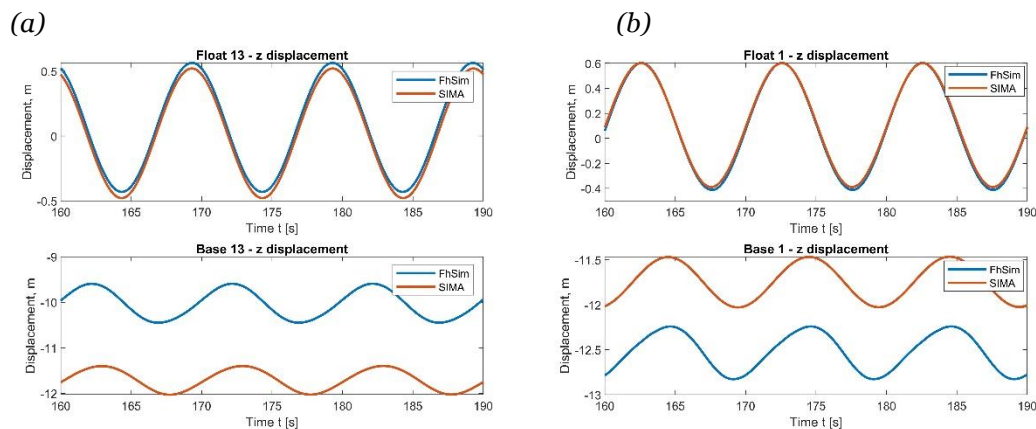 (a)
Float 13 - z displacement
Displacement, m
0.5
0
-0.5
FhSim
SIMA
160 165 170 175 180 185 190
Time t [s]
Base 13 - z displacement
Displacement, m
-9
-10
-11
-12
FhSim
SIMA
160 165 170 175 180 185 190
Time t [s]
(b)
Float 1 - z displacement
Displacement, m
0.6
0.4
0.2
0
-0.2
-0.4
FhSim
SIMA
160 165 170 175 180 185 190
Time t [s]
Base 1 - z displacement
Displacement, m
-11.5
-12
-12.5
-13
FhSim
SIMA
160 165 170 175 180 185 190
Time t [s]